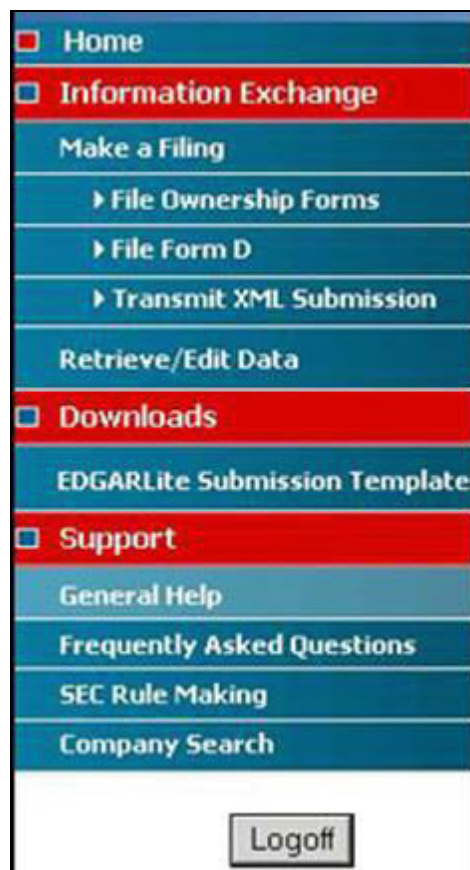 Home
Information Exchange
Make a Filing
File Ownership Forms
File Form D
Transmit XML Submission
Retrieve/Edit Data
Downloads
EDGARLite Submission Template
Support
General Help
Frequently Asked Questions
SEC Rule Making
Company Search
Logoff